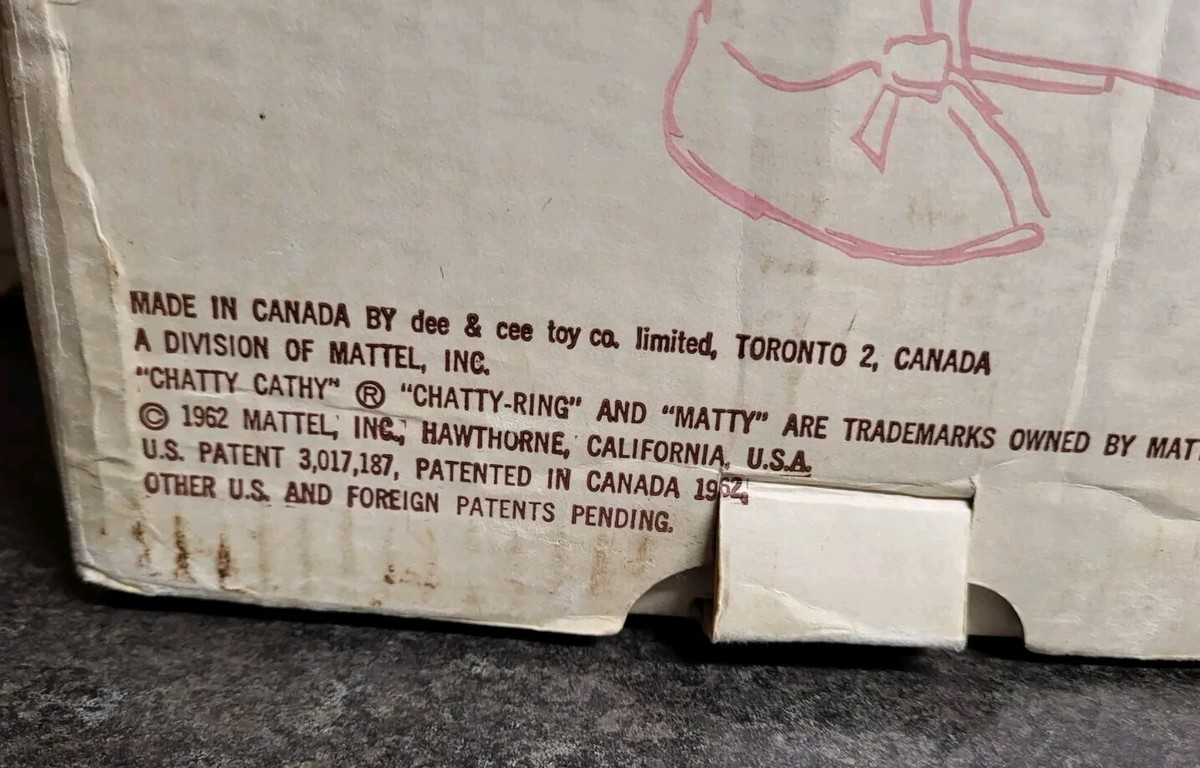 MADE IN CANADA BY dee & cee toy co. limited, TORONTO 2, CANADA
A DIVISION OF MATTEL, INC.
"CHATTY CATHY" ® "CHATTY-RING" AND "MATTY" ARE TRADEMARKS OWNED BY MAT
© 1962 MATTEL, INC., HAWTHORNE, CALIFORNIA, U.S.A.
U.S. PATENT 3,017,187, PATENTED IN CANADA 1962,
OTHER U.S. AND FOREIGN PATENTS PENDING.